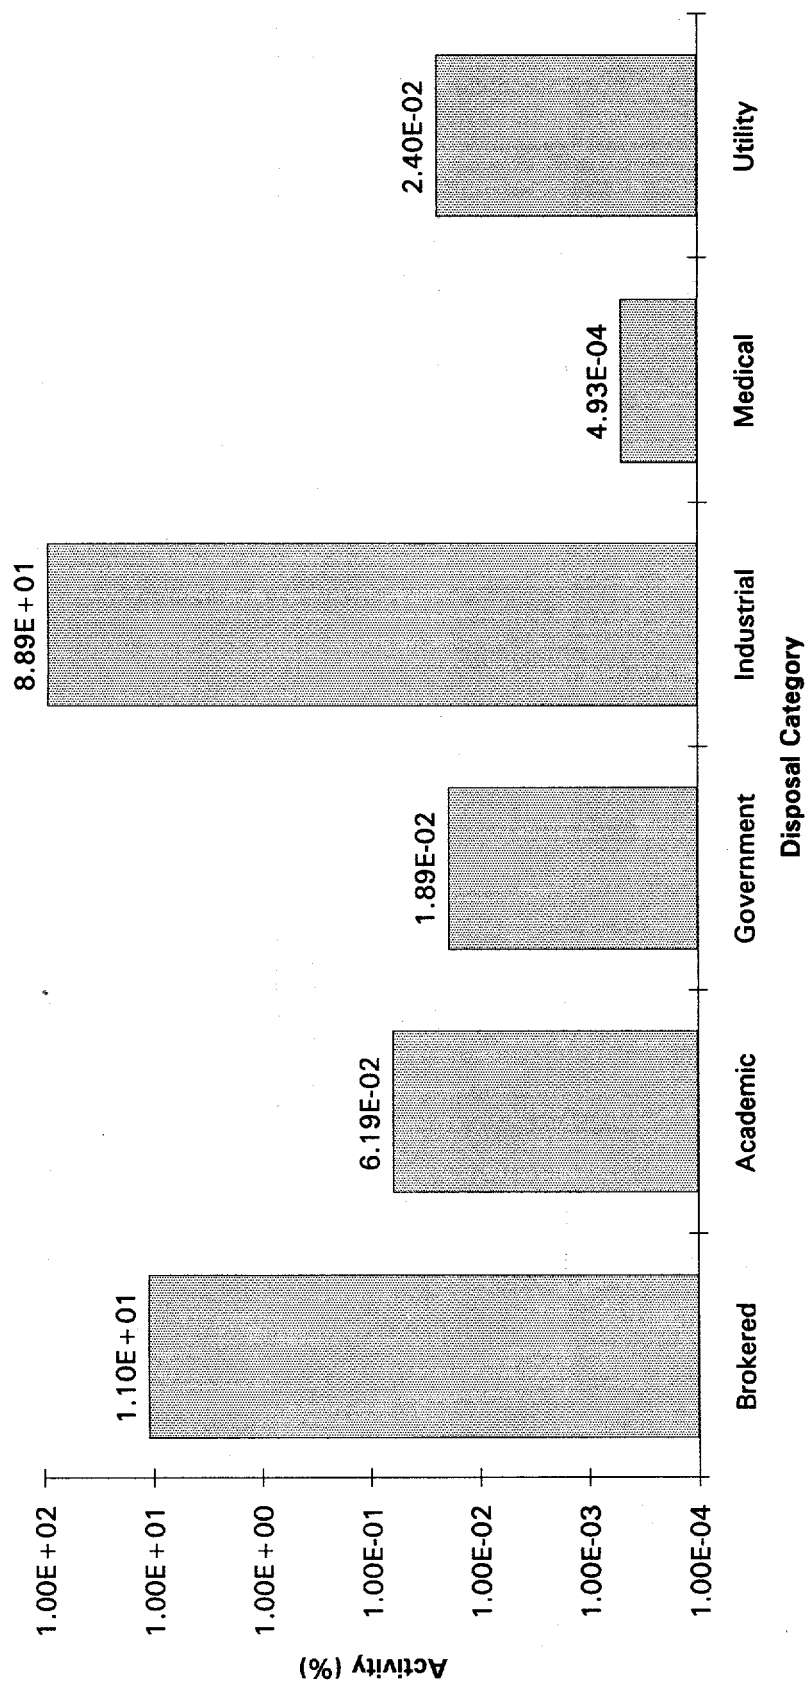 Activity (%)
1.00E+02
1.00E+01
1.00E+00
1.00E-01
1.00E-02
1.00E-03
1.00E-04
1.10E+01
6.19E-02
1.89E-02
8.89E+01
4.93E-04
2.40E-02
Brokered
Academic
Government
Industrial
Medical
Utility
Disposal Category